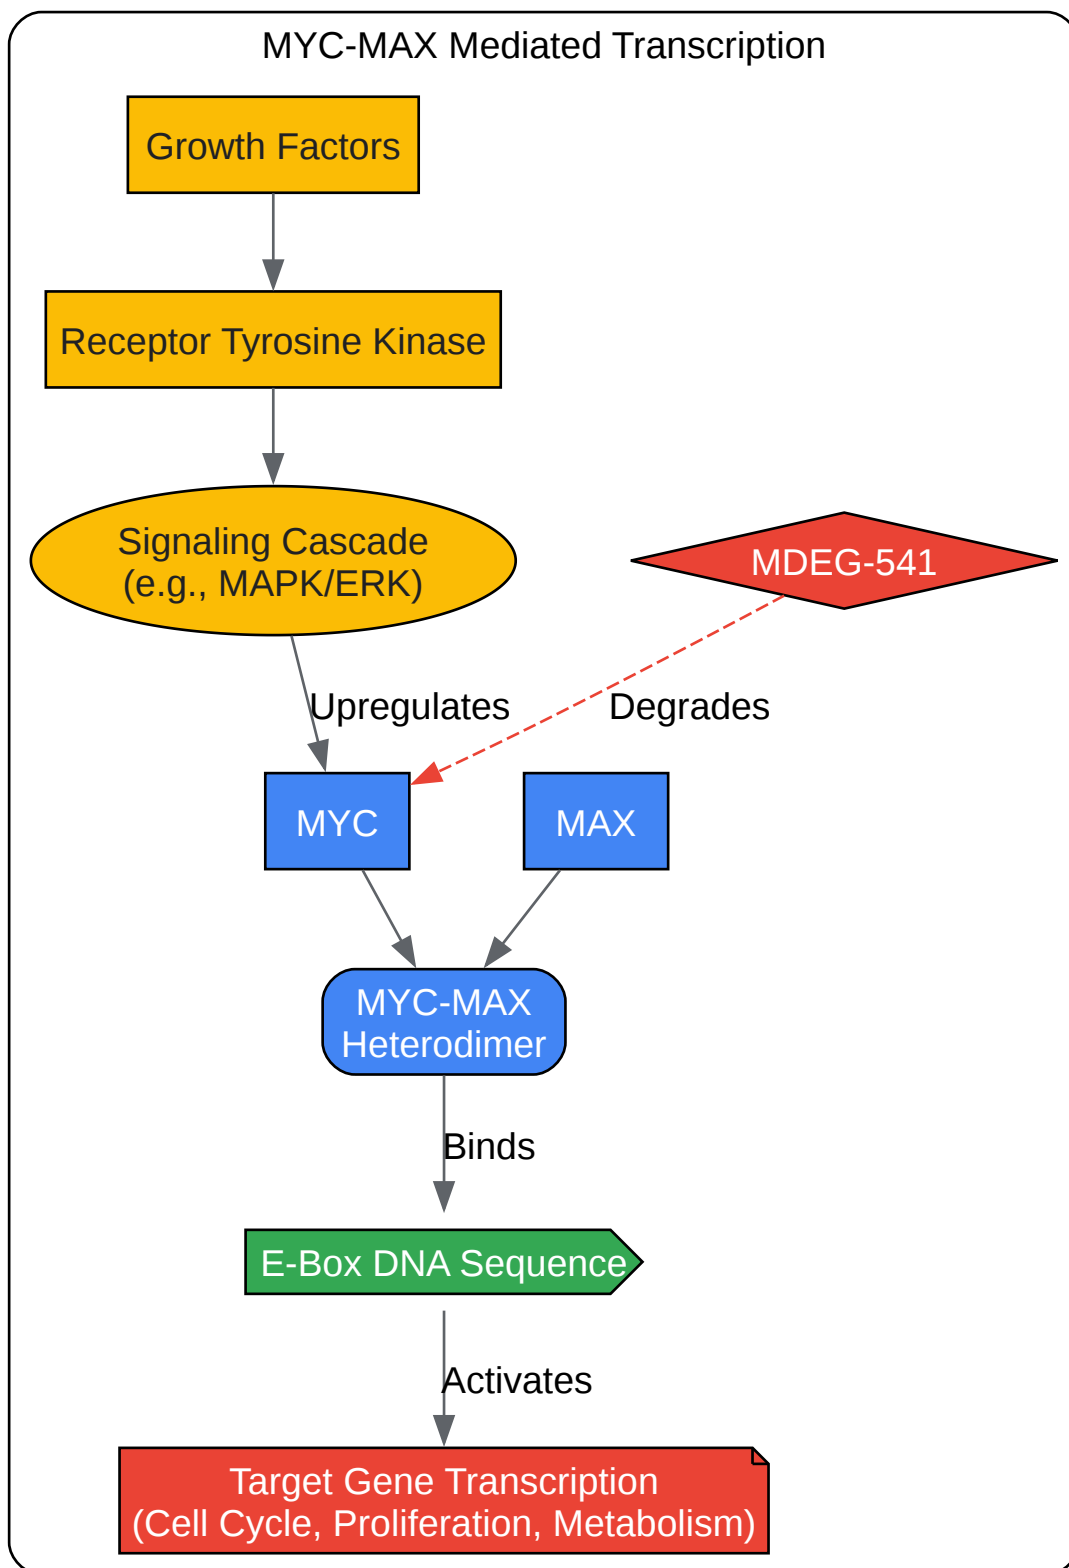 MYC-MAX Mediated Transcription
Growth Factors
Receptor Tyrosine Kinase
Signaling Cascade
(e.g., MAPK/ERK)
MDEG-541
Upregulates
Degrades
MYC
MAX
MYC-MAX
Heterodimer
Binds
E-Box DNA Sequence
Activates
Target Gene Transcription
(Cell Cycle, Proliferation, Metabolism)